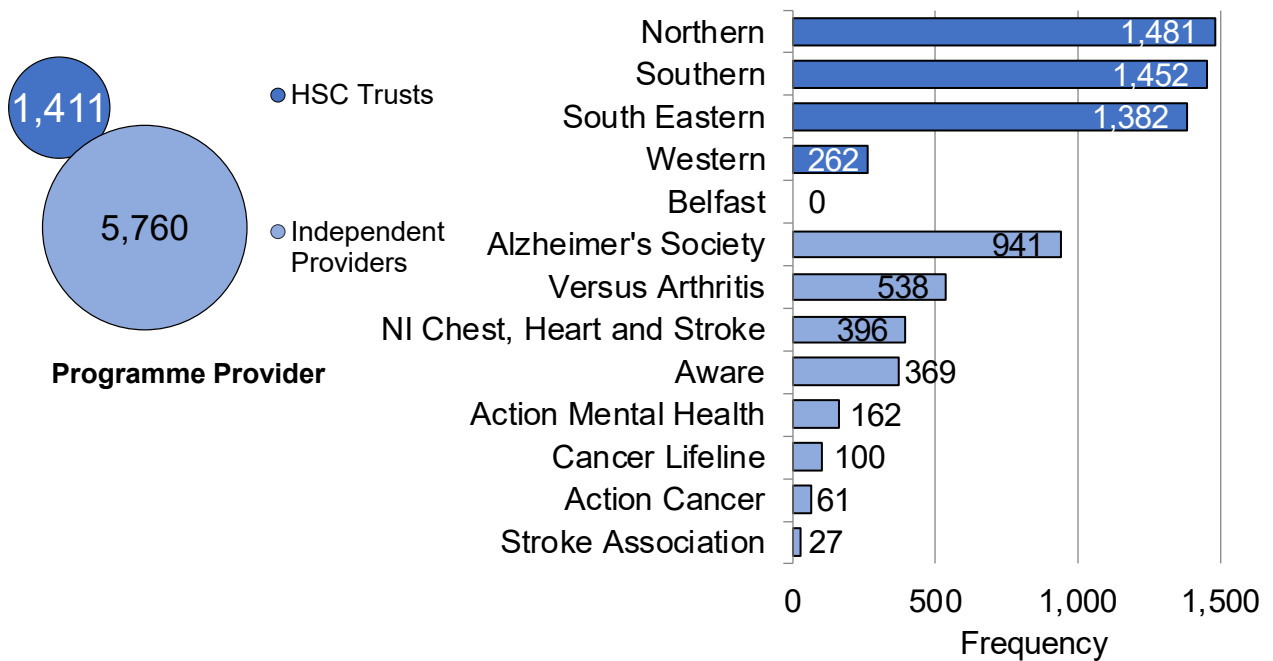 1,411
HSC Trusts
5,760
Independent
Providers
Programme Provider
Northern 1,481
Southern 1,452
South Eastern 1,382
Western 262
Belfast 0
Alzheimer's Society 941
Versus Arthritis 538
NI Chest, Heart and Stroke 396
Aware 369
Action Mental Health 162
Cancer Lifeline 100
Action Cancer 61
Stroke Association 27
0 500 1,000 1,500
Frequency